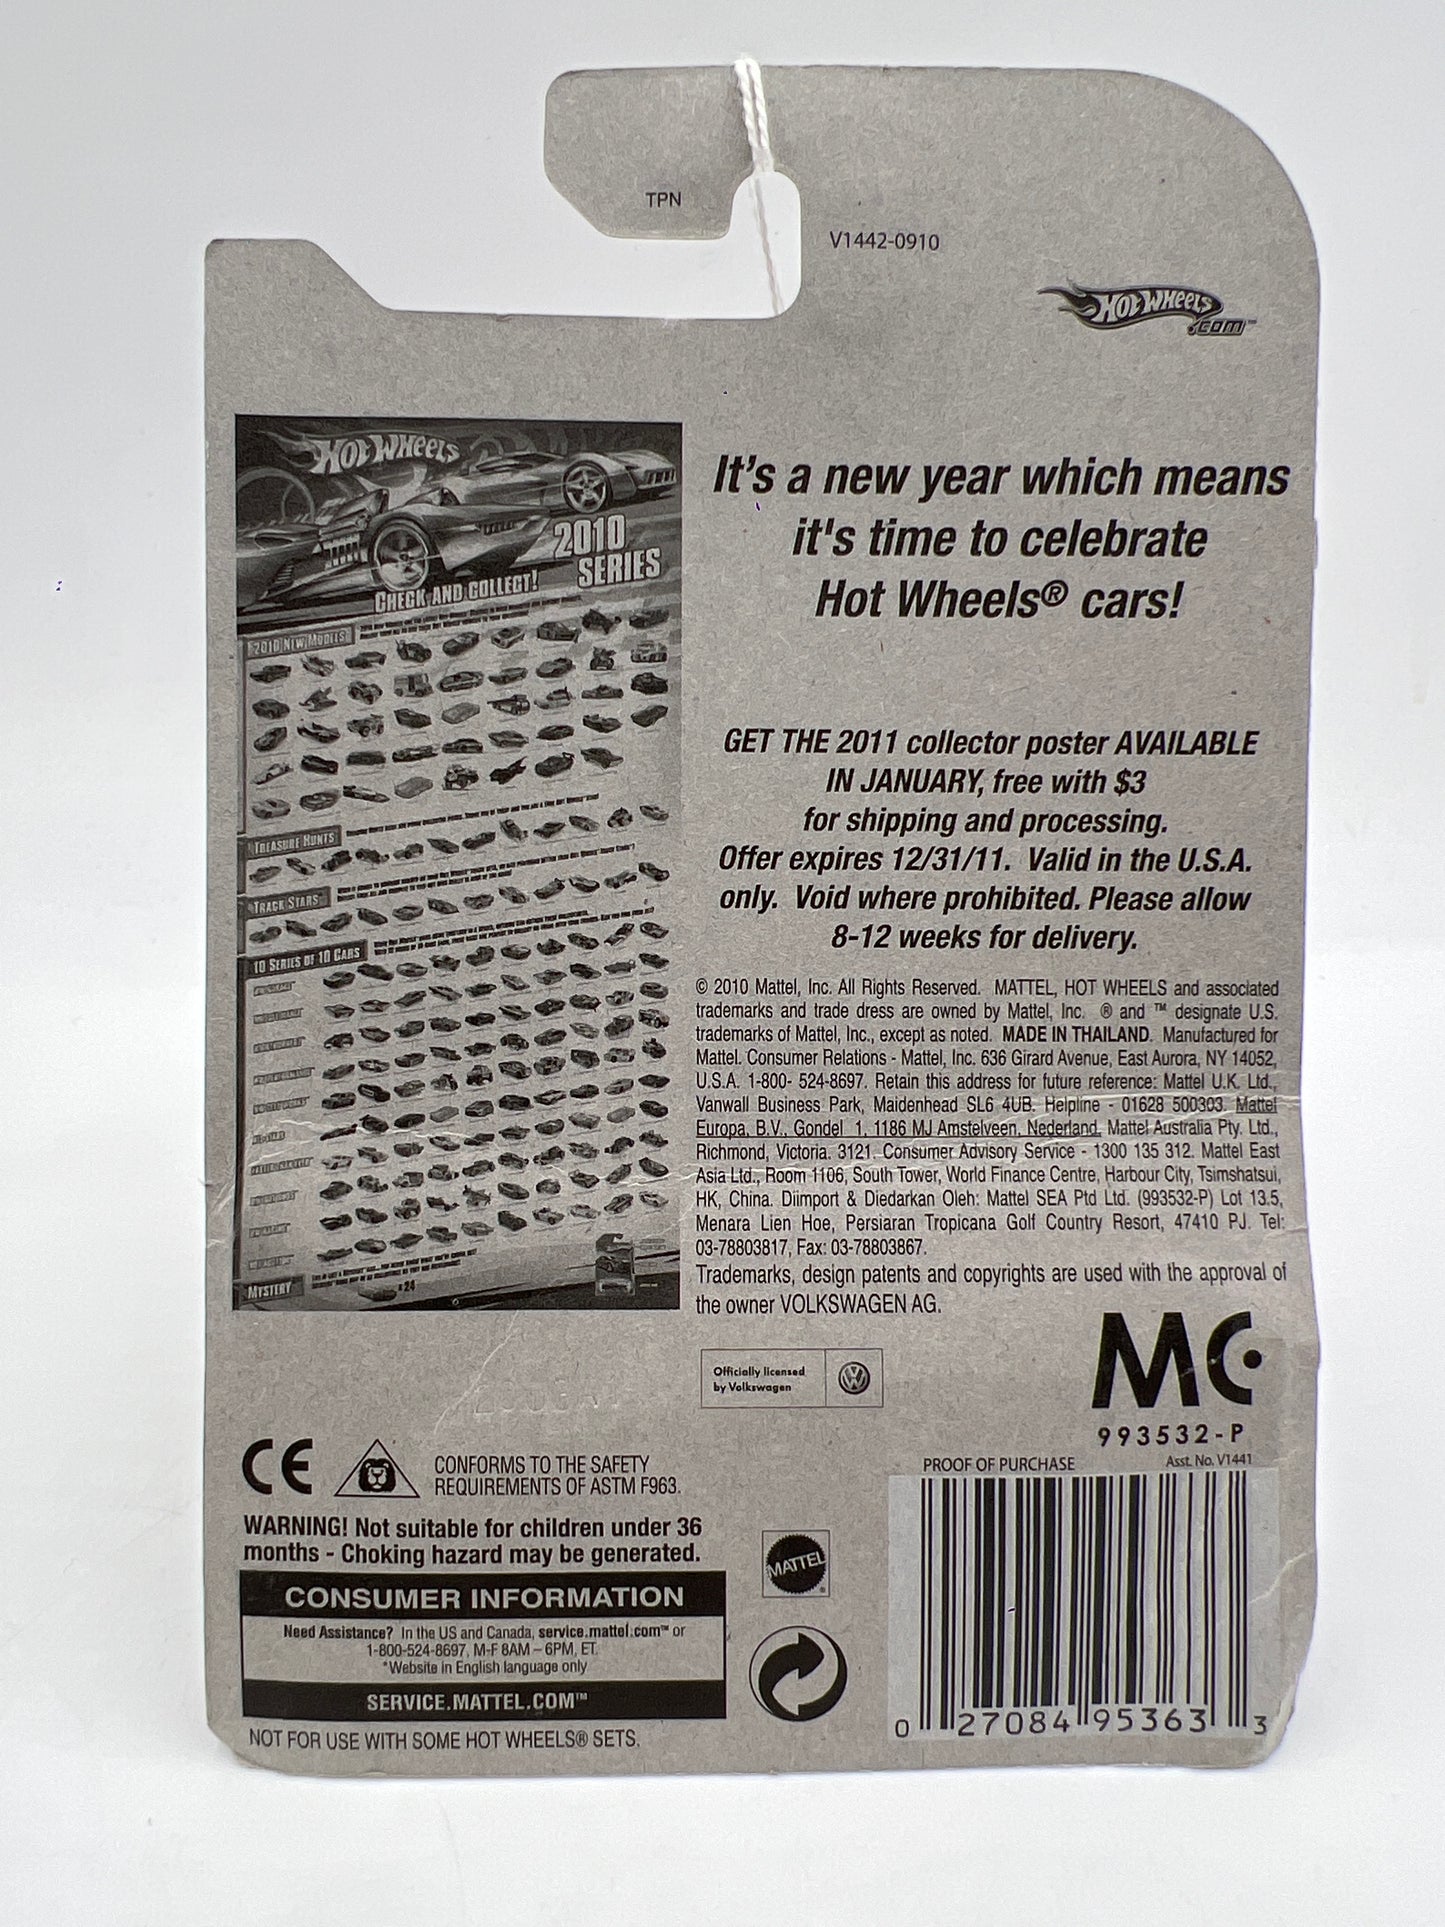 TPN
V1442-0910
HOT WHEELS
.COM™
HOT WHEELS
2010
SERIES
CHECK AND COLLECT!
2010 NEW MODELS
TREASURE HUNTS
TRACK STARS
10 SERIES OF 10 CARS
MYSTERY
24
It's a new year which means
it's time to celebrate
Hot Wheels® cars!
GET THE 2011 collector poster AVAILABLE
IN JANUARY, free with $3
for shipping and processing.
Offer expires 12/31/11. Valid in the U.S.A.
only. Void where prohibited. Please allow
8-12 weeks for delivery.
© 2010 Mattel, Inc. All Rights Reserved. MATTEL, HOT WHEELS and associated
trademarks and trade dress are owned by Mattel, Inc. ® and ™ designate U.S.
trademarks of Mattel, Inc., except as noted. MADE IN THAILAND. Manufactured for
Mattel. Consumer Relations - Mattel, Inc. 636 Girard Avenue, East Aurora, NY 14052,
U.S.A. 1-800- 524-8697. Retain this address for future reference: Mattel U.K. Ltd.,
Vanwall Business Park, Maidenhead SL6 4UB. Helpline - 01628 500303. Mattel
Europa, B.V., Gondel 1, 1186 MJ Amstelveen, Nederland. Mattel Australia Pty. Ltd.,
Richmond, Victoria. 3121. Consumer Advisory Service - 1300 135 312. Mattel East
Asia Ltd., Room 1106, South Tower, World Finance Centre, Harbour City, Tsimshatsui,
HK, China. Diimport & Diedarkan Oleh: Mattel SEA Ptd Ltd. (993532-P) Lot 13.5,
Menara Lien Hoe, Persiaran Tropicana Golf Country Resort, 47410 PJ. Tel:
03-78803817, Fax: 03-78803867.
Trademarks, design patents and copyrights are used with the approval of
the owner VOLKSWAGEN AG.
Officially licensed
by Volkswagen
MC
993532-P
CE
CONFORMS TO THE SAFETY
REQUIREMENTS OF ASTM F963.
WARNING! Not suitable for children under 36
months - Choking hazard may be generated.
CONSUMER INFORMATION
Need Assistance? In the US and Canada, service.mattel.com™ or
1-800-524-8697, M-F 8AM – 6PM, ET.
*Website in English language only
SERVICE.MATTEL.COM™
NOT FOR USE WITH SOME HOT WHEELS® SETS.
MATTEL
PROOF OF PURCHASE
Asst. No. V1441
0 27084 95363 3